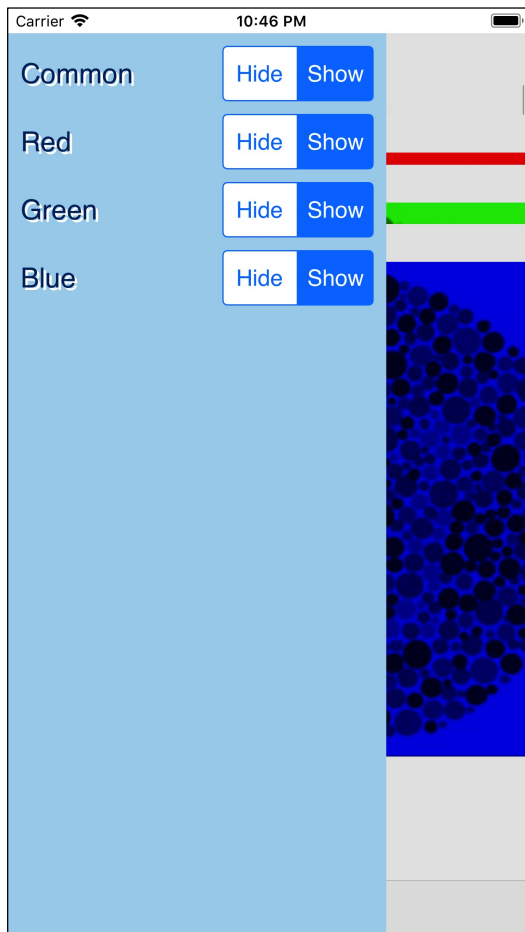 Carrier 10:46 PM
Common Hide Show
Red Hide Show
Green Hide Show
Blue Hide Show